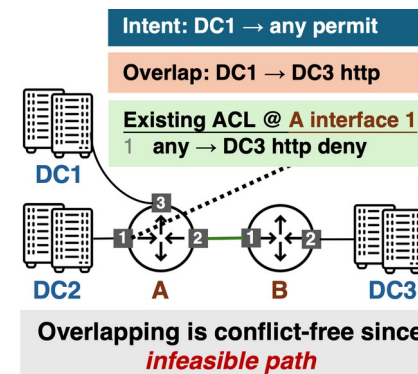 Intent: DC1 → any permit
Overlap: DC1 → DC3 http
Existing ACL @ A interface 1
1 any → DC3 http deny
DC1
3
1 2 1 2
DC2 A B DC3
Overlapping is conflict-free since
infeasible path